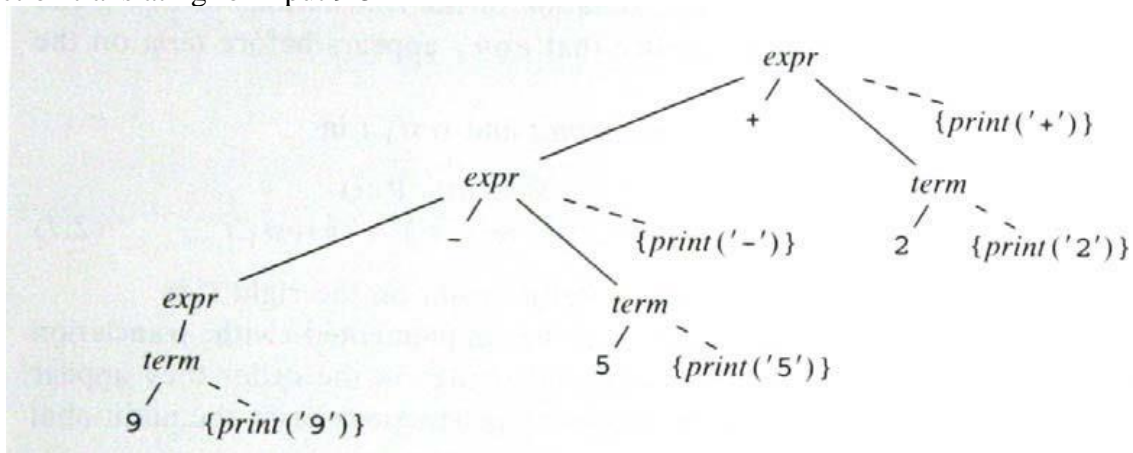 expr
+ {print('+')}
expr term
- {print('-')} 2 {print('2')}
expr term
term 5 {print('5')}
9 {print('9')}